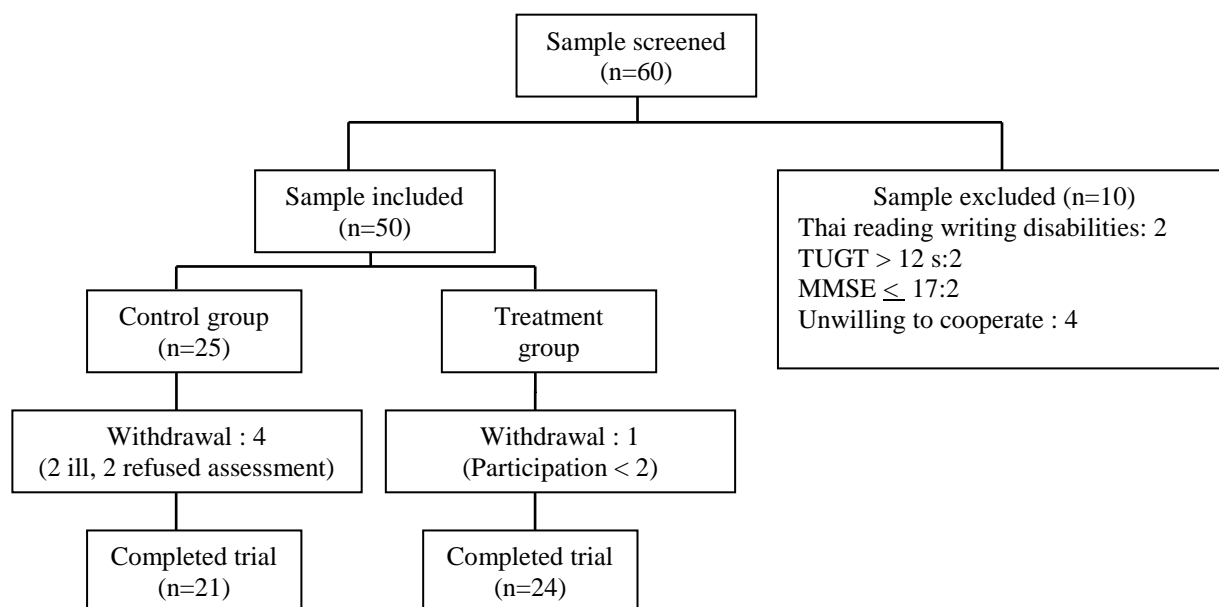 Sample screened
(n=60)
Sample included
(n=50)
Sample excluded (n=10)
Thai reading writing disabilities: 2
TUGT > 12 s:2
MMSE < 17:2
Unwilling to cooperate : 4
Control group
(n=25)
Treatment
group
Withdrawal : 4
(2 ill, 2 refused assessment)
Withdrawal : 1
(Participation < 2)
Completed trial
(n=21)
Completed trial
(n=24)